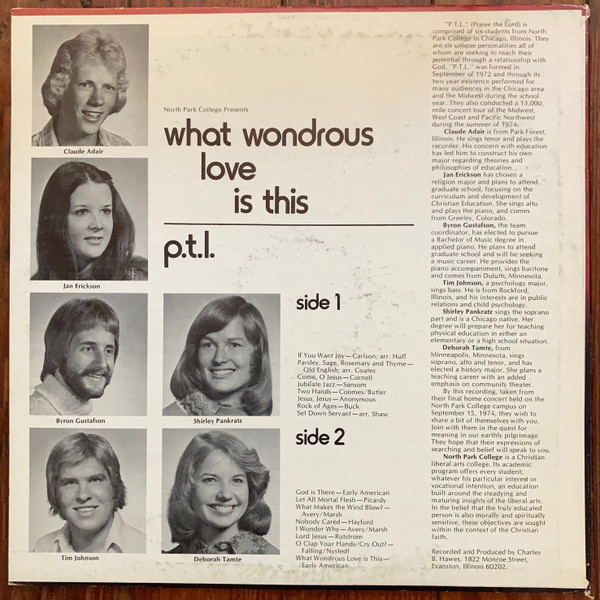 North Park College Presents
what wondrous
love
is this
p.t.l.
Claude Adair
Jan Erickson
Byron Gustafson
Shirley Pankratz
Tim Johnson
Deborah Tamte
side 1
If You Want Joy—Carlson; arr. Huff
Parsley, Sage, Rosemary and Thyme—
Old English; arr. Coates
Come, O Jesus—Cornell
Jubilate Jazz—Sansom
Two Hands—Coomes/Butler
Jesus, Jesus—Anonymous
Rock of Ages—Buck
Set Down Servant—arr. Shaw
side 2
God is There—Early American
Let All Mortal Flesh—Picardy
What Makes the Wind Blow?—
Avery/Marsh
Nobody Cared—Hayford
I Wonder Why—Avery/Marsh
Lord Jesus—Rutstrom
O Clap Your Hands/Cry Out!—
Falling/Nystedt
What Wondrous Love is This—
Early American
"P.T.L." (Praise the Lord) is
comprised of six students from North
Park College in Chicago, Illinois. They
are six unique personalities all of
whom are seeking to reach their
potential through a relationship with
God. "P.T.L." was formed in
September of 1972 and through its
two year existence performed for
many audiences in the Chicago area
and the Midwest during the school
year. They also conducted a 13,000
mile concert tour of the Midwest,
West Coast and Pacific Northwest
during the summer of 1974.
Claude Adair is from Park Forest,
Illinois. He sings tenor and plays the
recorder. His concern with education
has led him to construct his own
major regarding theories and
philosophies of education.
Jan Erickson has chosen a
religion major and plans to attend
graduate school, focusing on the
curriculum and development of
Christian Education. She sings alto
and plays the piano, and comes
from Greeley, Colorado.
Byron Gustafson, the team
coordinator, has elected to pursue
a Bachelor of Music degree in
applied piano. He plans to attend
graduate school and will be seeking
a music career. He provides the
piano accompaniment, sings baritone
and comes from Duluth, Minnesota.
Tim Johnson, a psychology major,
sings bass. He is from Rockford,
Illinois, and his interests are in public
relations and child psychology.
Shirley Pankratz sings the soprano
part and is a Chicago native. Her
degree will prepare her for teaching
physical education in either an
elementary or a high school situation.
Deborah Tamte, from
Minneapolis, Minnesota, sings
soprano, alto and tenor, and has
elected a history major. She plans a
teaching career with an added
emphasis on community theater.
By this recording, taken from
their final home concert held on the
North Park College campus on
September 15, 1974, they wish to
share a bit of themselves with you.
Join with them in the quest for
meaning in our earthly pilgrimage.
They hope that their expressions of
searching and belief will speak to you.
North Park College is a Christian
liberal arts college. Its academic
program offers every student,
whatever his particular interest or
vocational intention, an education
built around the steadying and
maturing insights of the liberal arts.
In the belief that the truly educated
person is also morally and spiritually
sensitive, these objectives are sought
within the context of the Christian
faith.
Recorded and Produced by Charles
B. Hawes, 1822 Monroe Street,
Evanston, Illinois 60202.